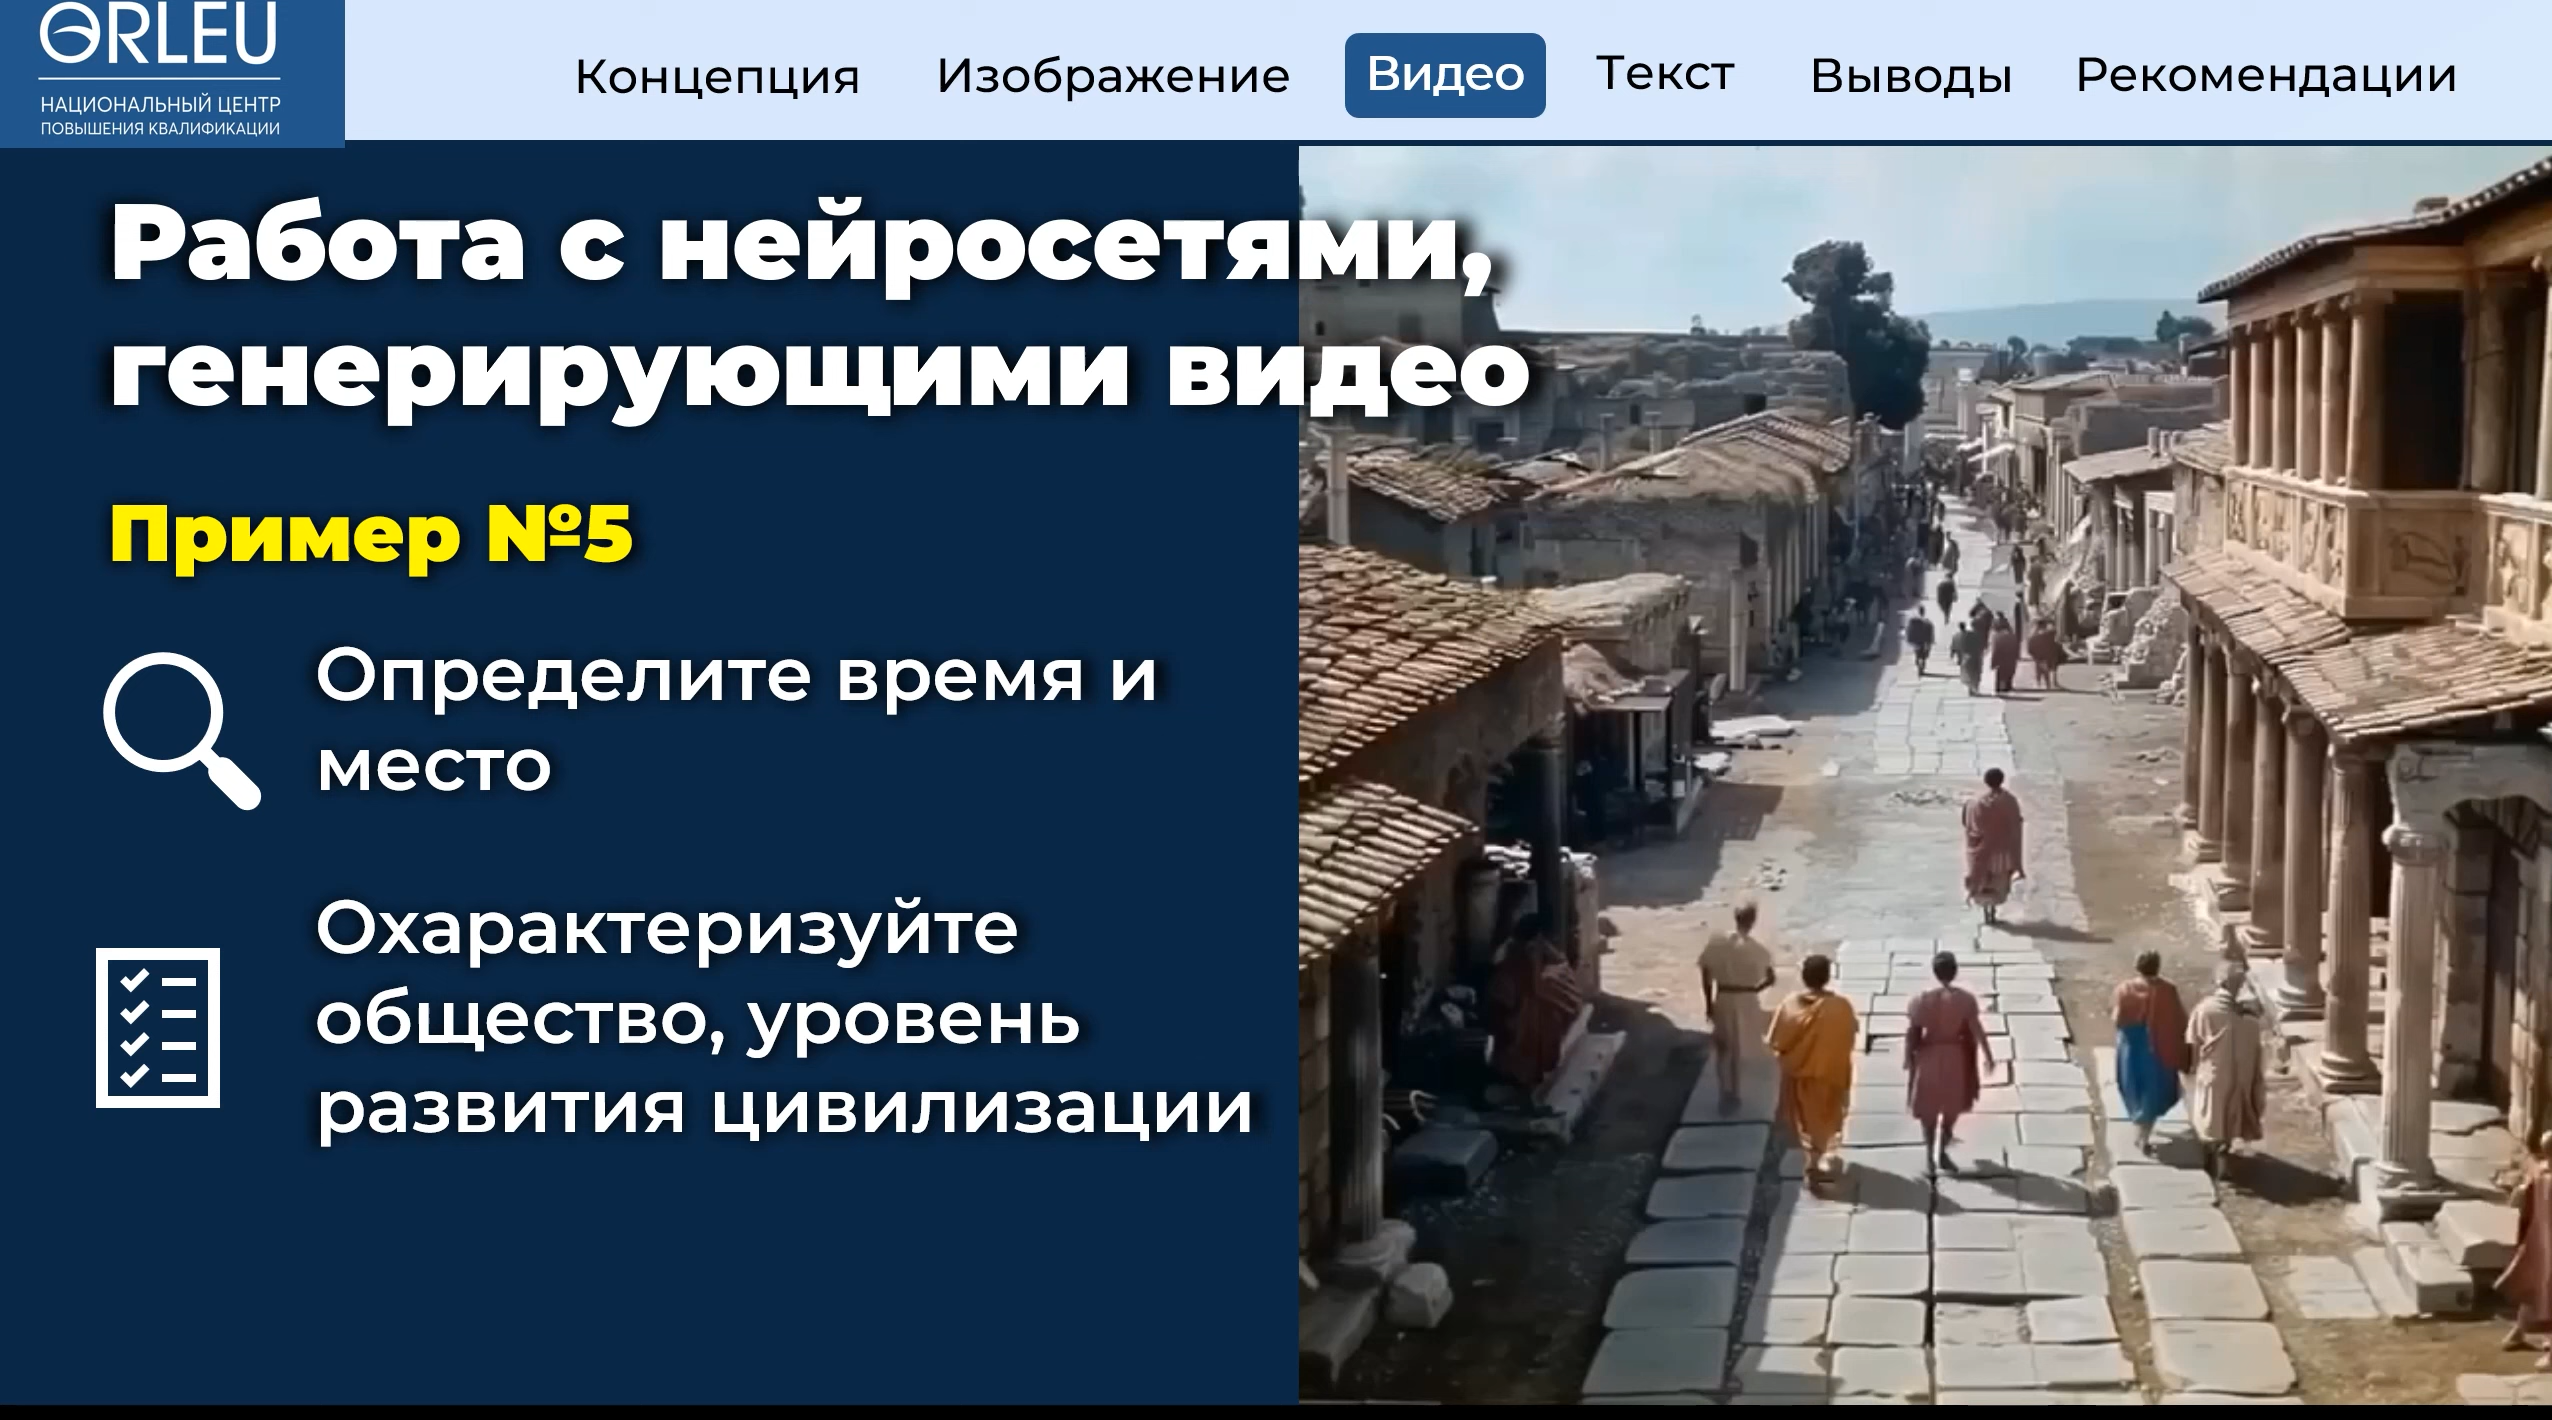 ORLEU
НАЦИОНАЛЬНЫЙ ЦЕНТР
ПОВЫШЕНИЯ КВАЛИФИКАЦИИ
Концепция Изображение Видео Текст Выводы Рекомендации
Работа с нейросетями,
генерирующими видео
Пример №5
Определите время и
место
Охарактеризуйте
общество, уровень
развития цивилизации